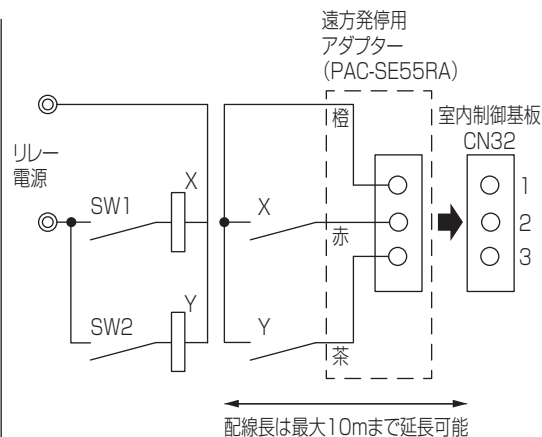 遠方発停用
アダプター
(PAC-SE55RA)
室内制御基板
CN32
橙
リレー
電源
SW1
X
X
赤
1
2
3
SW2
Y
Y
茶
配線長は最大10mまで延長可能